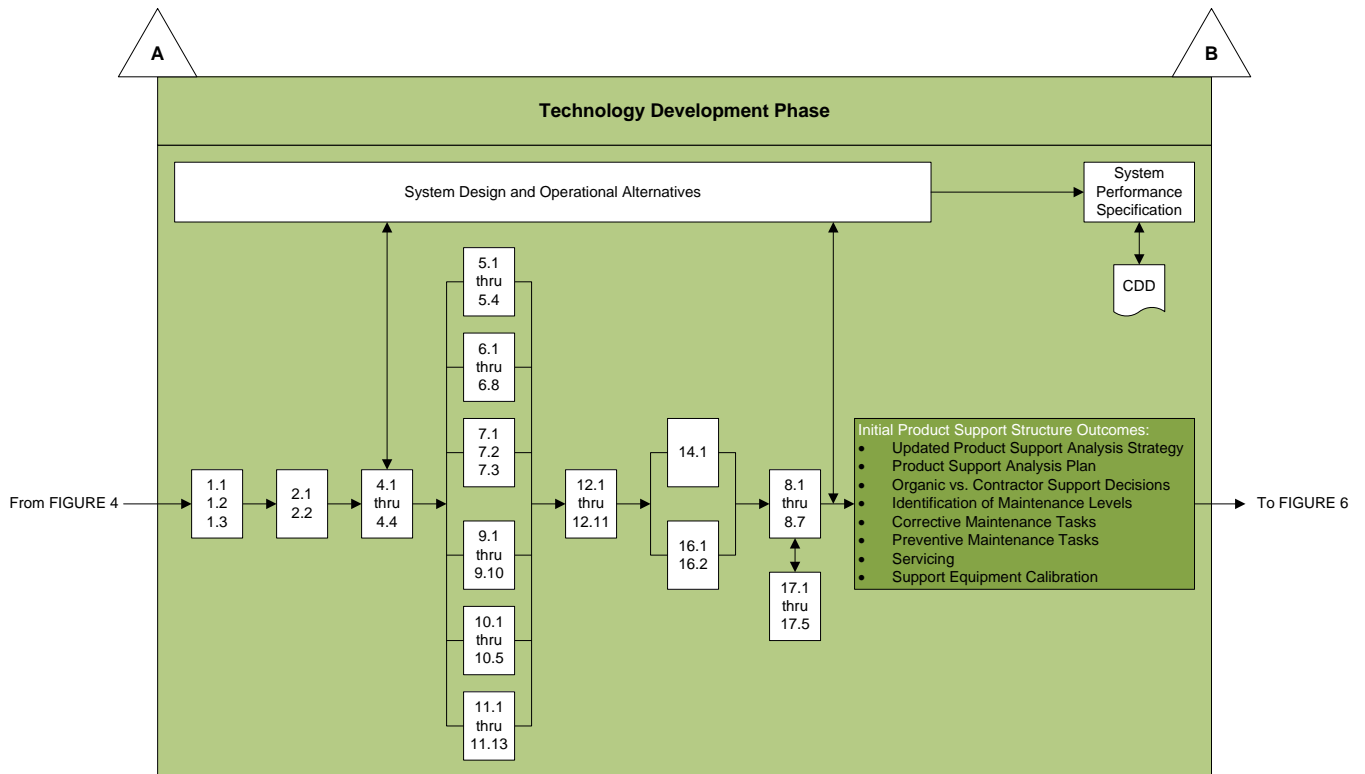 A
B
Technology Development Phase
System Design and Operational Alternatives
System
Performance
Specification
CDD
From FIGURE 4
1.1
1.2
1.3
2.1
2.2
4.1
thru
4.4
5.1
thru
5.4
6.1
thru
6.8
7.1
7.2
7.3
9.1
thru
9.10
10.1
thru
10.5
11.1
thru
11.13
12.1
thru
12.11
14.1
16.1
16.2
8.1
thru
8.7
17.1
thru
17.5
Initial Product Support Structure Outcomes:
• Updated Product Support Analysis Strategy
• Product Support Analysis Plan
• Organic vs. Contractor Support Decisions
• Identification of Maintenance Levels
• Corrective Maintenance Tasks
• Preventive Maintenance Tasks
• Servicing
• Support Equipment Calibration
To FIGURE 6